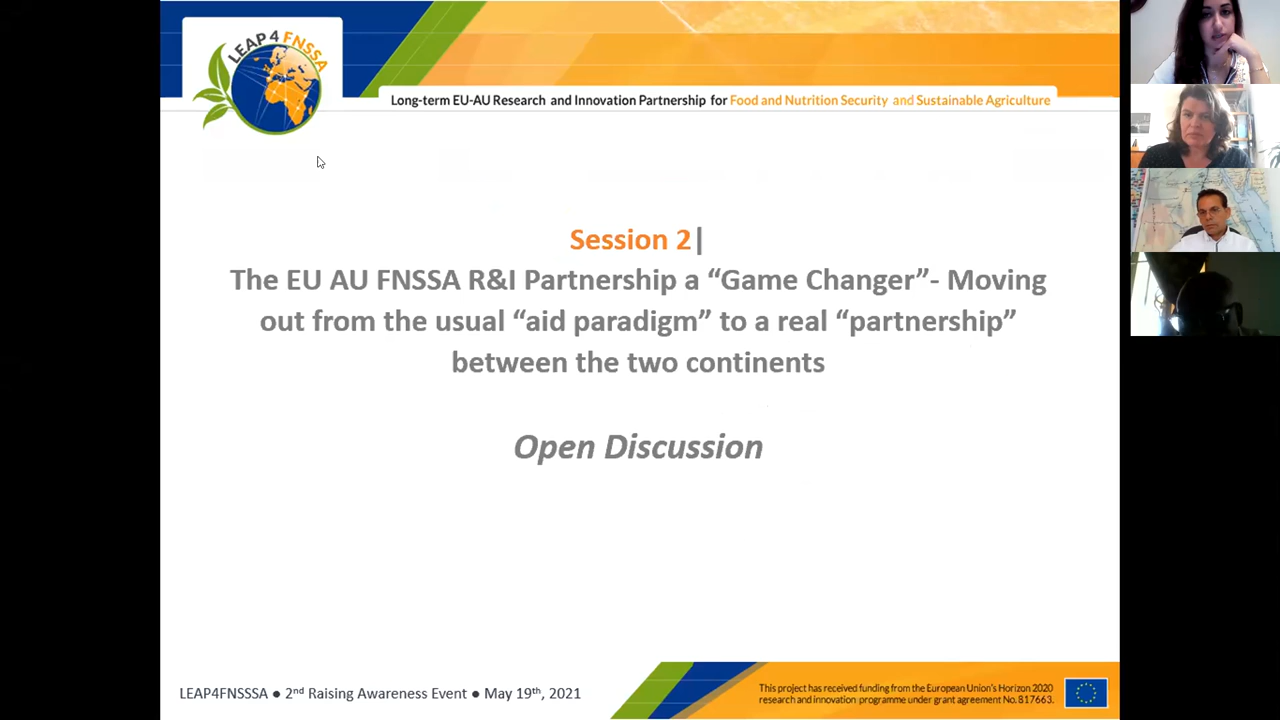 LEAP 4 FNSSA
Long-term EU-AU Research and Innovation Partnership for Food and Nutrition Security and Sustainable Agriculture
Session 2|
The EU AU FNSSA R&I Partnership a “Game Changer”- Moving
out from the usual “aid paradigm” to a real “partnership”
between the two continents
Open Discussion
LEAP4FNSSSA ● 2nd Raising Awareness Event ● May 19th, 2021
This project has received funding from the European Union's Horizon 2020
research and innovation programme under grant agreement No. 817663.